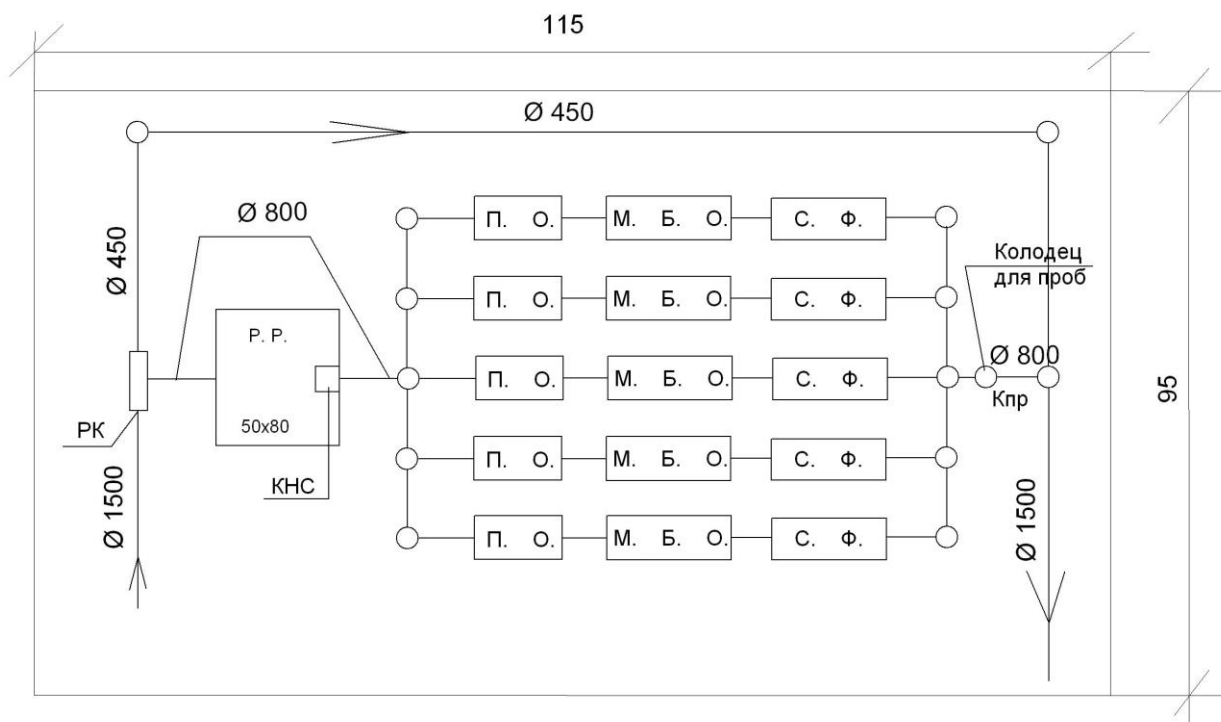 115
Ø 450
Ø 450
Ø 800
П. О.
М. Б. О.
С. Ф.
Колодец
для проб
П. О.
М. Б. О.
С. Ф.
Р. Р.
50x80
П. О.
М. Б. О.
С. Ф.
Ø 800
Кпр
95
РК
КНС
П. О.
М. Б. О.
С. Ф.
Ø 1500
Ø 1500
П. О.
М. Б. О.
С. Ф.